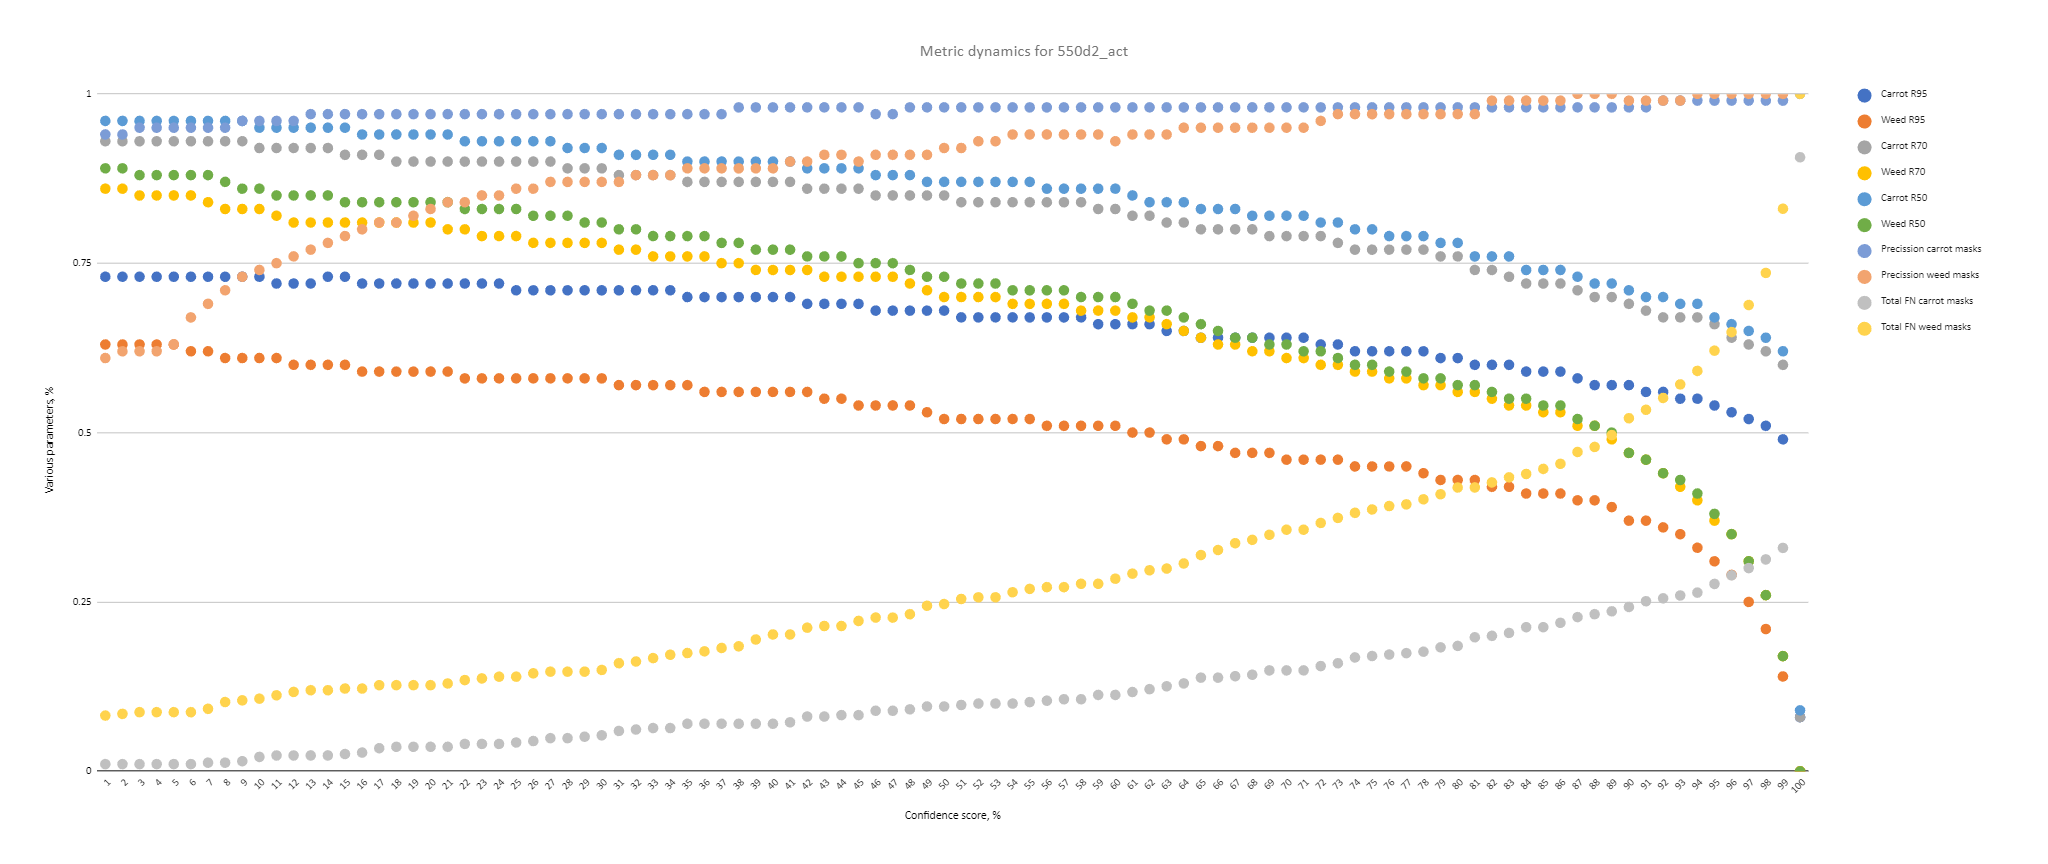 Metric dynamics for 550d2_act
1
0.75
0.5
0.25
0
Various parameters, %
1 2 3 4 5 6 7 8 9 10 11 12 13 14 15 16 17 18 19 20 21 22 23 24 25 26 27 28 29 30 31 32 33 34 35 36 37 38 39 40 41 42 43 44 45 46 47 48 49 50 51 52 53 54 55 56 57 58 59 60 61 62 63 64 65 66 67 68 69 70 71 72 73 74 75 76 77 78 79 80 81 82 83 84 85 86 87 88 89 90 91 92 93 94 95 96 97 98 99 100
Confidence score, %
Carrot R95
Weed R95
Carrot R70
Weed R70
Carrot R50
Weed R50
Precission carrot masks
Precission weed masks
Total FN carrot masks
Total FN weed masks